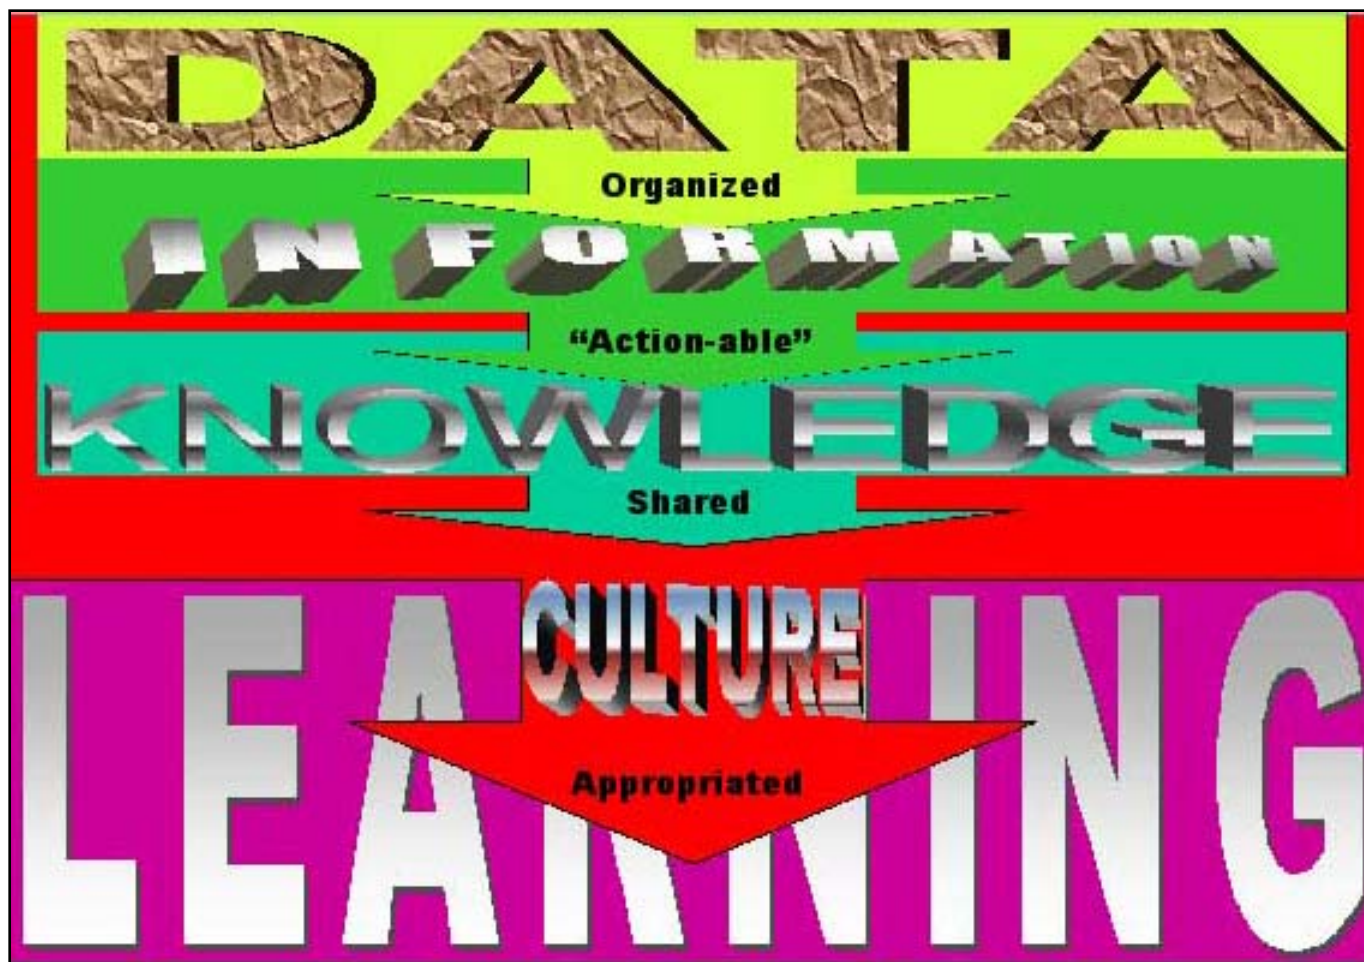 DATA
Organized
INFORMATION
“Action-able”
KNOWLEDGE
Shared
CULTURE
LEARNING
Appropriated